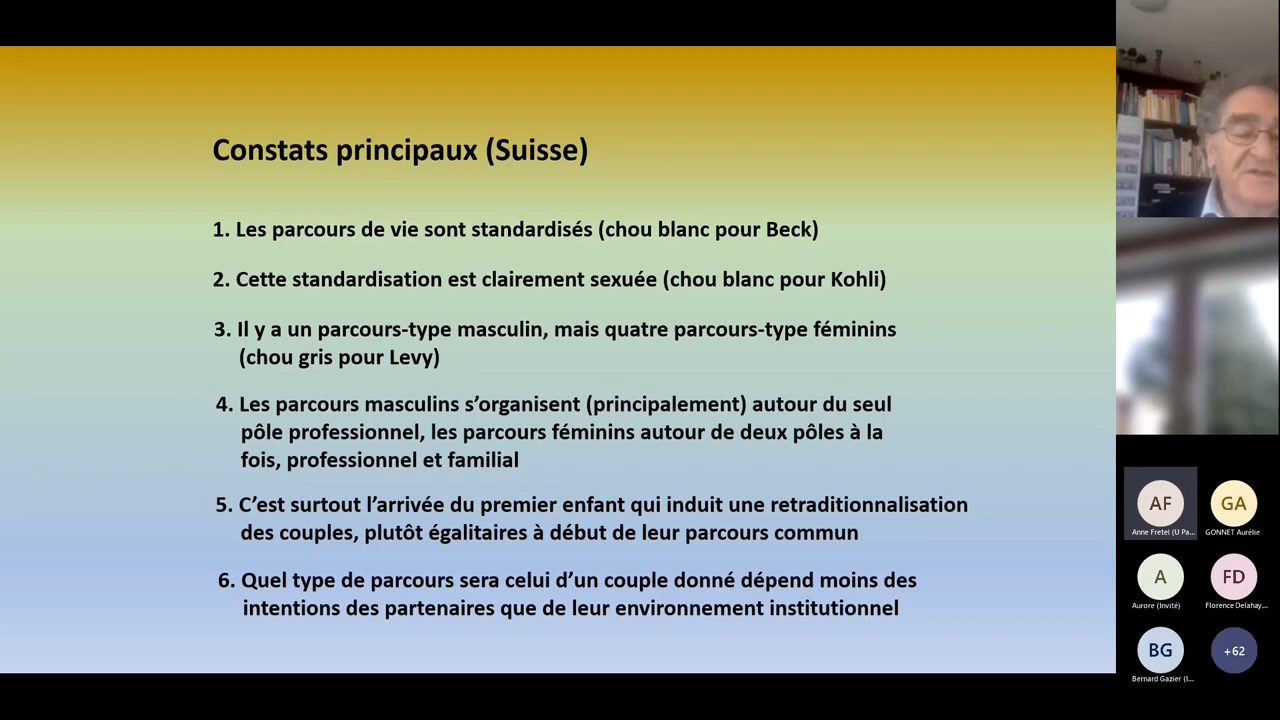 Constats principaux (Suisse)
1. Les parcours de vie sont standardisés (chou blanc pour Beck)
2. Cette standardisation est clairement sexuée (chou blanc pour Kohli)
3. Il y a un parcours-type masculin, mais quatre parcours-type féminins
(chou gris pour Levy)
4. Les parcours masculins s’organisent (principalement) autour du seul
pôle professionnel, les parcours féminins autour de deux pôles à la
fois, professionnel et familial
5. C’est surtout l’arrivée du premier enfant qui induit une retraditionnalisation
des couples, plutôt égalitaires à début de leur parcours commun
6. Quel type de parcours sera celui d’un couple donné dépend moins des
intentions des partenaires que de leur environnement institutionnel
AF
Anne Fretel (U Pa...
GA
GONNET Aurélie
A
Aurore (Invité)
FD
Florence Delahay...
BG
Bernard Gazier (I...
+62